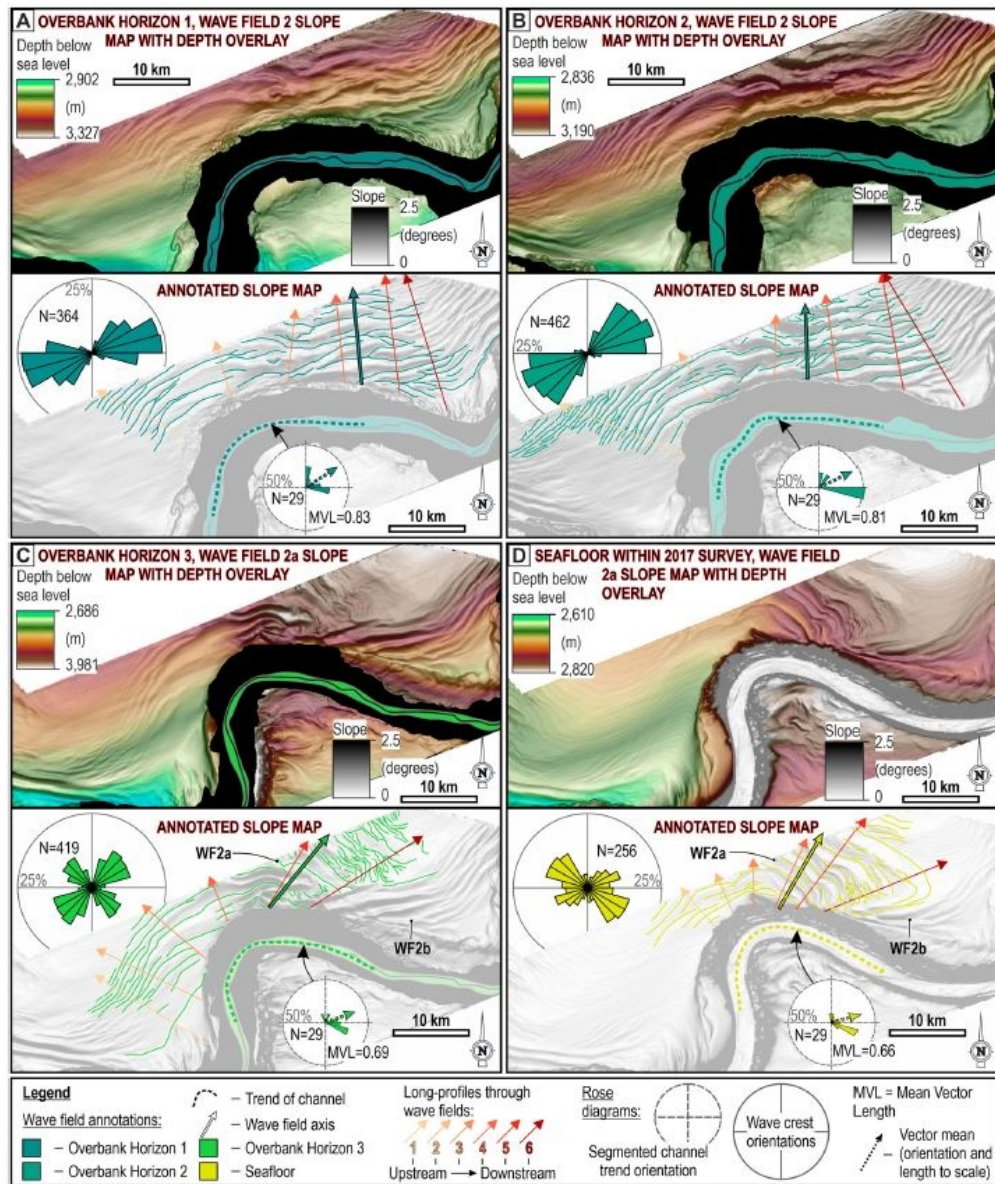 A OVERBANK HORIZON 1, WAVE FIELD 2 SLOPE
MAP WITH DEPTH OVERLAY
Depth below
sea level
2,902
(m)
3,327
10 km
Slope
2.5
(degrees)
0
N
25%
ANNOTATED SLOPE MAP
N=364
50%
N=29
MVL=0.83
10 km
N
B OVERBANK HORIZON 2, WAVE FIELD 2 SLOPE
MAP WITH DEPTH OVERLAY
Depth below
sea level
2,836
(m)
3,190
10 km
Slope
2.5
(degrees)
0
N
ANNOTATED SLOPE MAP
N=462
25%
50%
N=29
MVL=0.81
10 km
N
C OVERBANK HORIZON 3, WAVE FIELD 2a SLOPE
MAP WITH DEPTH OVERLAY
Depth below
sea level
2,686
(m)
3,981
Slope
2.5
(degrees)
0
10 km
N
ANNOTATED SLOPE MAP
N=419
25%
WF2a
WF2b
50%
N=29
MVL=0.69
10 km
N
D SEAFLOOR WITHIN 2017 SURVEY, WAVE FIELD
2a SLOPE MAP WITH DEPTH
OVERLAY
Depth below
sea level
2,610
(m)
2,820
Slope
2.5
(degrees)
0
10 km
N
ANNOTATED SLOPE MAP
N=256
25%
WF2a
WF2b
50%
N=29
MVL=0.66
10 km
N
Legend
Wave field annotations:
– Overbank Horizon 1
– Overbank Horizon 2
– Trend of channel
– Wave field axis
– Overbank Horizon 3
– Seafloor
Long-profiles through
wave fields:
1 2 3 4 5 6
Upstream Downstream
Rose
diagrams:
Segmented channel
trend orientation
Wave crest
orientations
MVL = Mean Vector
Length
– Vector mean
(orientation and
length to scale)